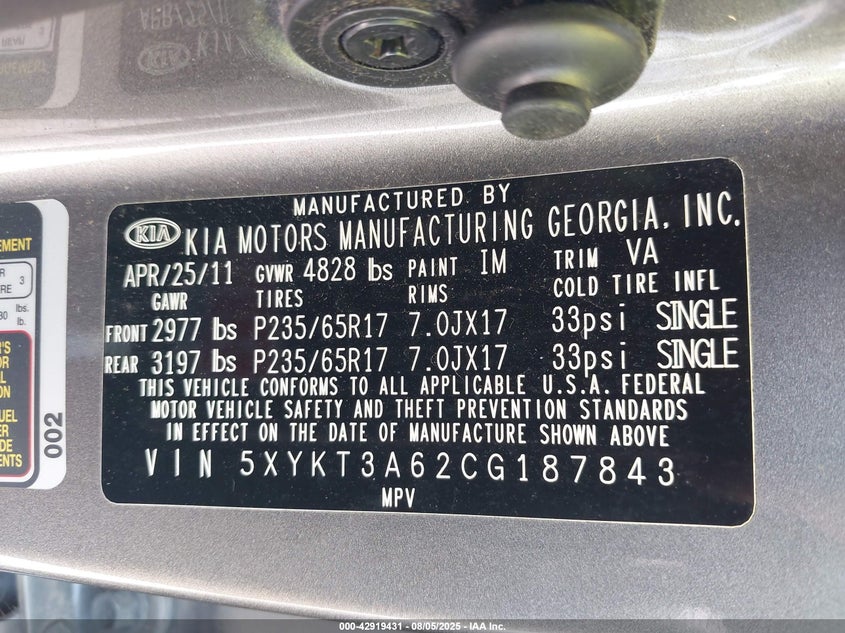 MANUFACTURED BY
KIA KIA MOTORS MANUFACTURING GEORGIA, INC.
APR/25/11 GVWR 4828 lbs PAINT IM TRIM VA
GAWR TIRES RIMS COLD TIRE INFL
FRONT 2977 lbs P235/65R17 7.0JX17 33psi SINGLE
REAR 3197 lbs P235/65R17 7.0JX17 33psi SINGLE
THIS VEHICLE CONFORMS TO ALL APPLICABLE U.S.A. FEDERAL
MOTOR VEHICLE SAFETY AND THEFT PREVENTION STANDARDS
IN EFFECT ON THE DATE OF MANUFACTURE SHOWN ABOVE
VIN 5XYKT3A62CG187843
MPV
002
000-42919431 - 08/05/2025 - IAA Inc.